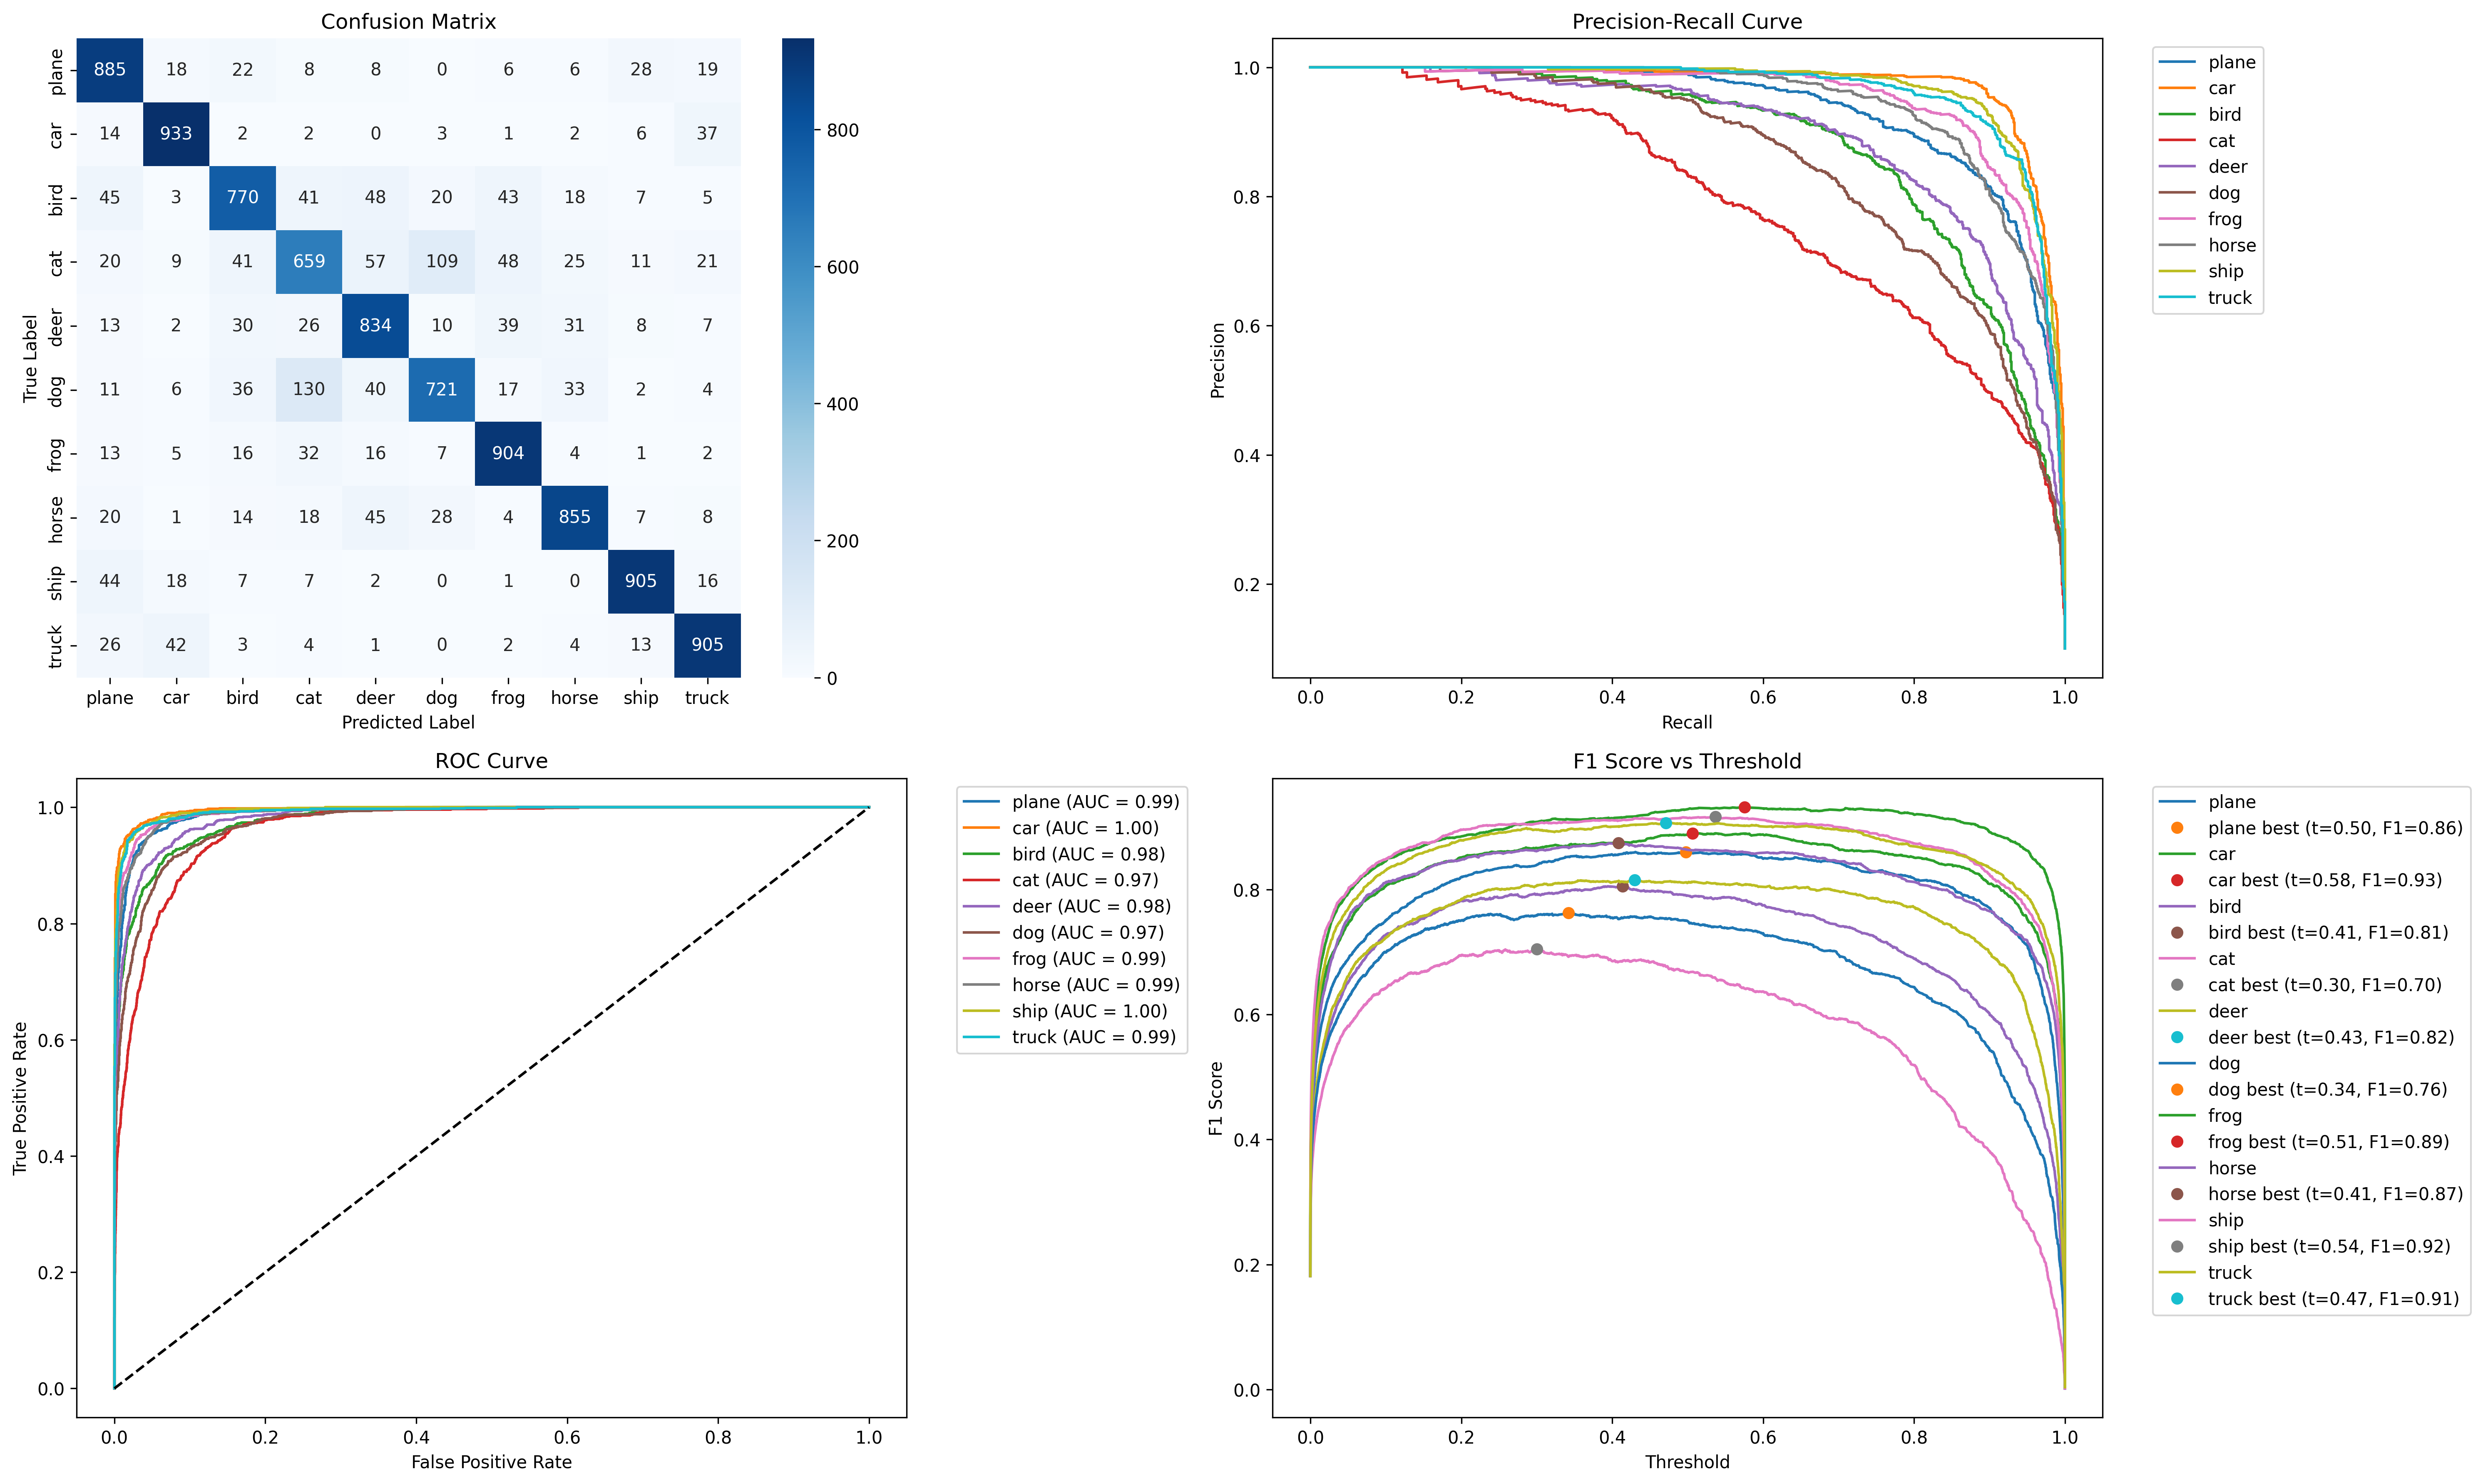 Confusion Matrix
True Label
plane 885 18 22 8 8 0 6 6 28 19
car 14 933 2 2 0 3 1 2 6 37
bird 45 3 770 41 48 20 43 18 7 5
cat 20 9 41 659 57 109 48 25 11 21
deer 13 2 30 26 834 10 39 31 8 7
dog 11 6 36 130 40 721 17 33 2 4
frog 13 5 16 32 16 7 904 4 1 2
horse 20 1 14 18 45 28 4 855 7 8
ship 44 18 7 7 2 0 1 0 905 16
truck 26 42 3 4 1 0 2 4 13 905
plane car bird cat deer dog frog horse ship truck
Predicted Label
800
600
400
200
0
Precision-Recall Curve
Precision
1.0
0.8
0.6
0.4
0.2
0.0 0.2 0.4 0.6 0.8 1.0
Recall
plane
car
bird
cat
deer
dog
frog
horse
ship
truck
ROC Curve
True Positive Rate
1.0
0.8
0.6
0.4
0.2
0.0
0.0 0.2 0.4 0.6 0.8 1.0
False Positive Rate
plane (AUC = 0.99)
car (AUC = 1.00)
bird (AUC = 0.98)
cat (AUC = 0.97)
deer (AUC = 0.98)
dog (AUC = 0.97)
frog (AUC = 0.99)
horse (AUC = 0.99)
ship (AUC = 1.00)
truck (AUC = 0.99)
F1 Score vs Threshold
F1 Score
0.8
0.6
0.4
0.2
0.0
0.0 0.2 0.4 0.6 0.8 1.0
Threshold
plane
plane best (t=0.50, F1=0.86)
car
car best (t=0.58, F1=0.93)
bird
bird best (t=0.41, F1=0.81)
cat
cat best (t=0.30, F1=0.70)
deer
deer best (t=0.43, F1=0.82)
dog
dog best (t=0.34, F1=0.76)
frog
frog best (t=0.51, F1=0.89)
horse
horse best (t=0.41, F1=0.87)
ship
ship best (t=0.54, F1=0.92)
truck
truck best (t=0.47, F1=0.91)